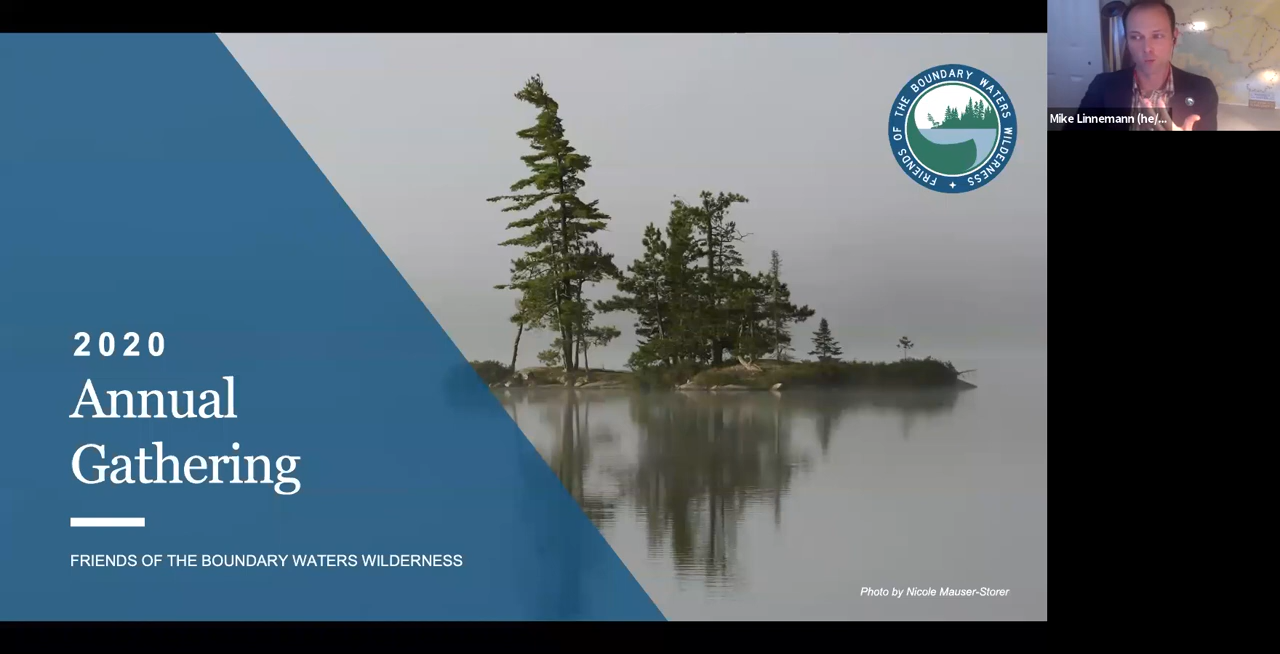 FRIENDS OF THE BOUNDARY WATERS WILDERNESS
Mike Linnemann (he/...
2020
Annual
Gathering
FRIENDS OF THE BOUNDARY WATERS WILDERNESS
Photo by Nicole Mauser-Storer